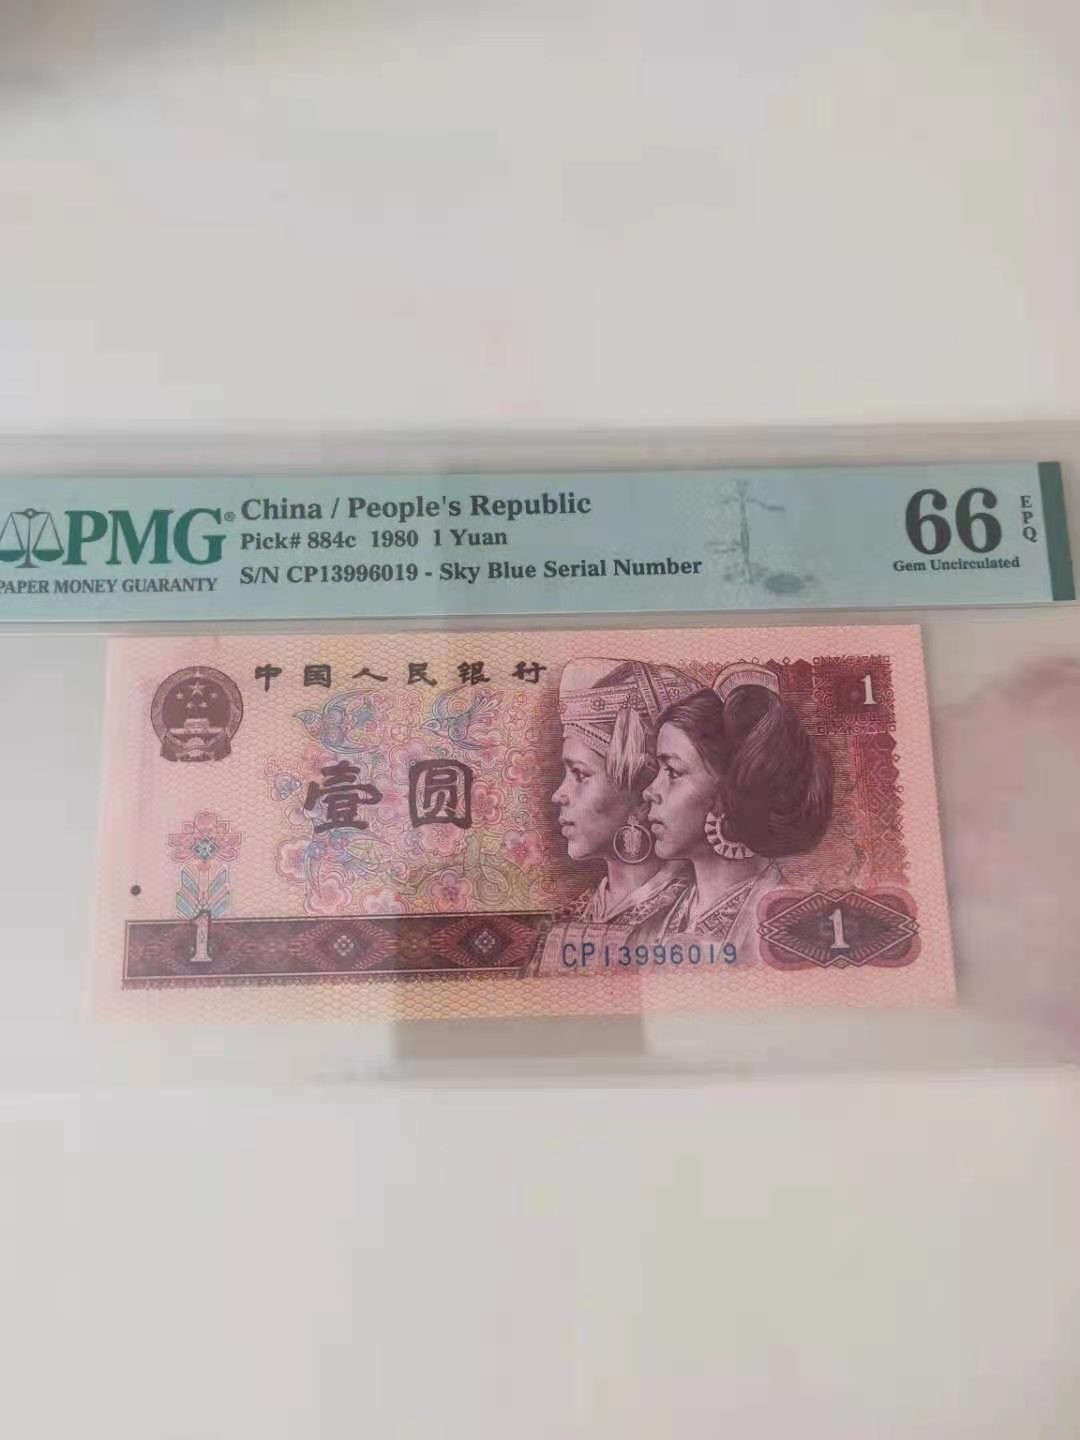 PMG®
PAPER MONEY GUARANTY
China / People's Republic
Pick# 884c 1980 1 Yuan
S/N CP13996019 - Sky Blue Serial Number
66
EPQ
Gem Uncirculated
中国人民银行
1
壹圆
1
CP13996019
1